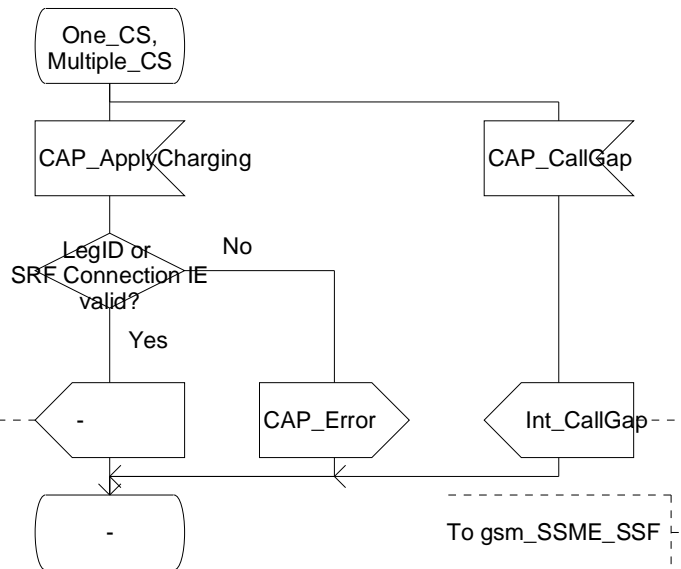 One_CS,
Multiple_CS
CAP_ApplyCharging
CAP_CallGap
LegID or
SRF Connection IE
valid?
No
Yes
-
CAP_Error
Int_CallGap
-
To gsm_SSME_SSF